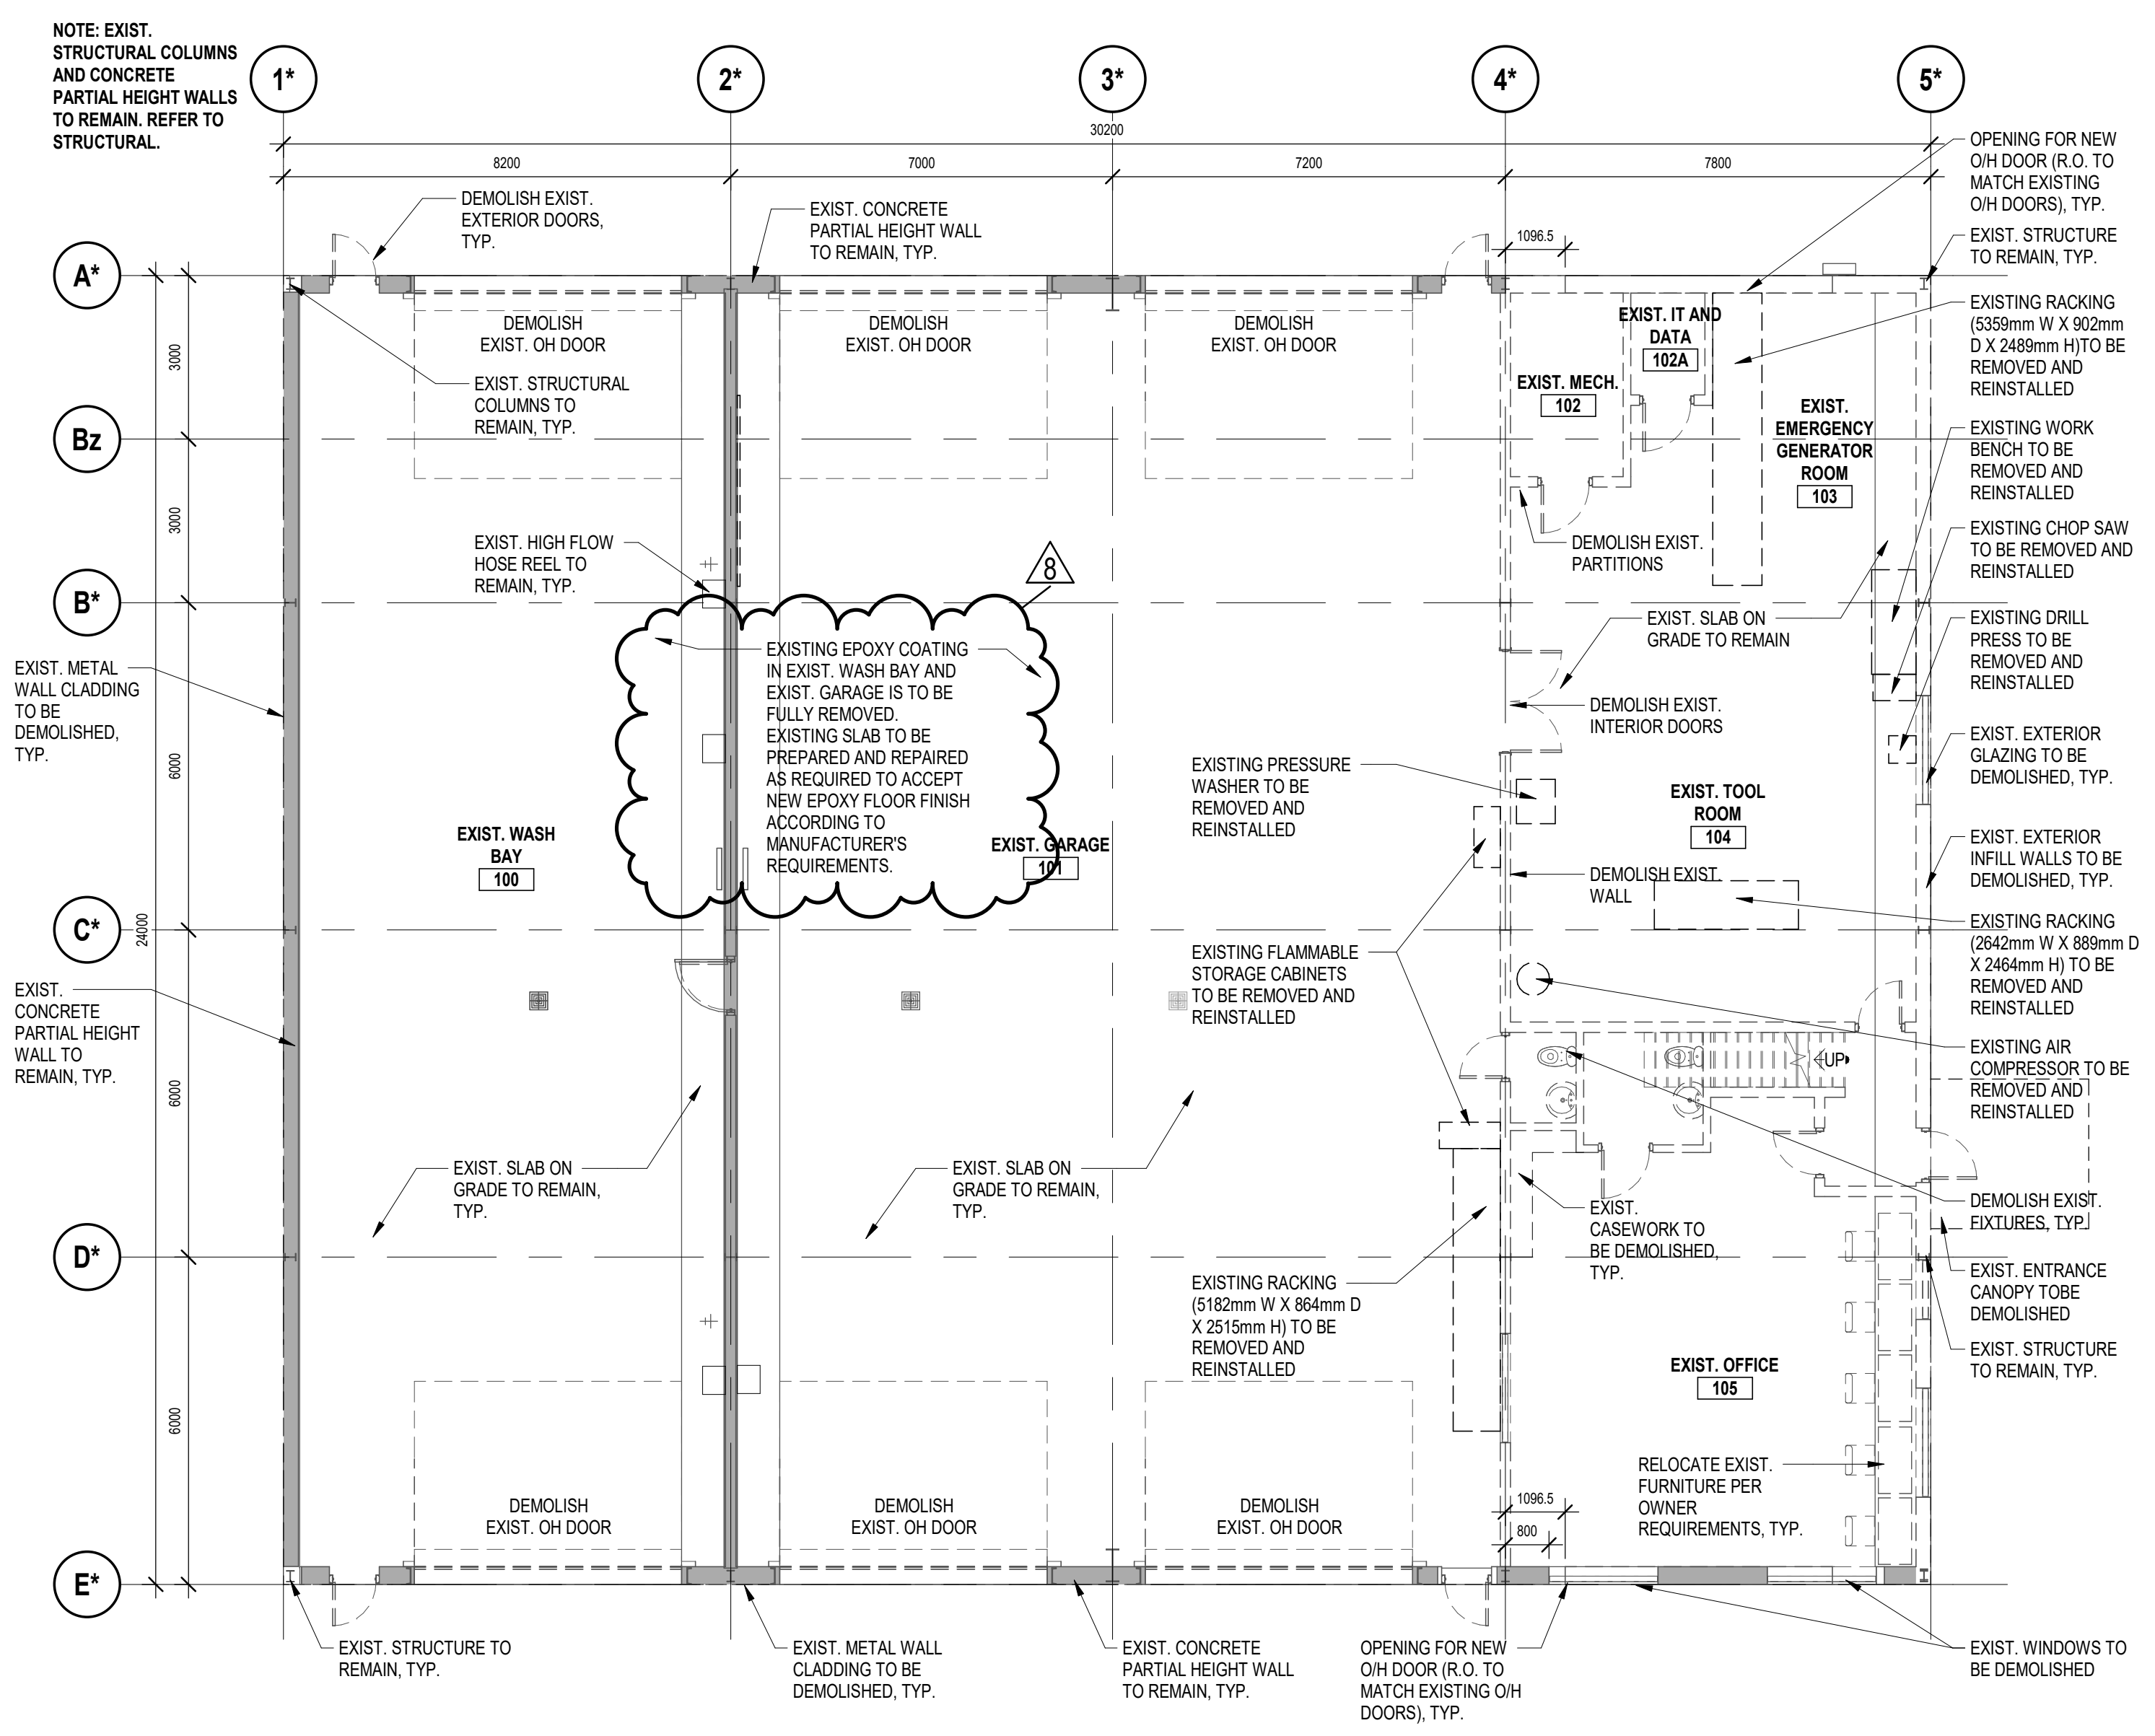 NOTE: EXIST.
STRUCTURAL COLUMNS
AND CONCRETE
PARTIAL HEIGHT WALLS
TO REMAIN. REFER TO
STRUCTURAL.
1*
2*
3*
4*
5*
30200
8200
7000
7200
7800
DEMOLISH EXIST.
EXTERIOR DOORS,
TYP.
EXIST. CONCRETE
PARTIAL HEIGHT WALL
TO REMAIN, TYP.
1096.5
OPENING FOR NEW
O/H DOOR (R.O. TO
MATCH EXISTING
O/H DOORS), TYP.
EXIST. STRUCTURE
TO REMAIN, TYP.
A*
Bz
B*
C*
D*
E*
3000
3000
6000
24000
6000
6000
DEMOLISH
EXIST. OH DOOR
DEMOLISH
EXIST. OH DOOR
DEMOLISH
EXIST. OH DOOR
EXIST. STRUCTURAL
COLUMNS TO
REMAIN, TYP.
EXIST. IT AND
DATA
102A
EXIST. MECH.
102
EXIST.
EMERGENCY
GENERATOR
ROOM
103
EXISTING RACKING
(5359mm W X 902mm
D X 2489mm H)TO BE
REMOVED AND
REINSTALLED
EXISTING WORK
BENCH TO BE
REMOVED AND
REINSTALLED
EXIST. HIGH FLOW
HOSE REEL TO
REMAIN, TYP.
8
DEMOLISH EXIST.
PARTITIONS
EXISTING CHOP SAW
TO BE REMOVED AND
REINSTALLED
EXIST. SLAB ON
GRADE TO REMAIN
EXISTING DRILL
PRESS TO BE
REMOVED AND
REINSTALLED
EXIST. METAL
WALL CLADDING
TO BE
DEMOLISHED,
TYP.
EXISTING EPOXY COATING
IN EXIST. WASH BAY AND
EXIST. GARAGE IS TO BE
FULLY REMOVED.
EXISTING SLAB TO BE
PREPARED AND REPAIRED
AS REQUIRED TO ACCEPT
NEW EPOXY FLOOR FINISH
ACCORDING TO
MANUFACTURER'S
REQUIREMENTS.
DEMOLISH EXIST.
INTERIOR DOORS
EXIST. EXTERIOR
GLAZING TO BE
DEMOLISHED, TYP.
EXISTING PRESSURE
WASHER TO BE
REMOVED AND
REINSTALLED
EXIST. TOOL
ROOM
104
EXIST. WASH
BAY
100
EXIST. GARAGE
101
EXIST. EXTERIOR
INFILL WALLS TO BE
DEMOLISHED, TYP.
DEMOLISH EXIST.
WALL
EXISTING RACKING
(2642mm W X 889mm D
X 2464mm H) TO BE
REMOVED AND
REINSTALLED
EXISTING FLAMMABLE
STORAGE CABINETS
TO BE REMOVED AND
REINSTALLED
EXIST.
CONCRETE
PARTIAL HEIGHT
WALL TO
REMAIN, TYP.
UP
EXISTING AIR
COMPRESSOR TO BE
REMOVED AND
REINSTALLED
EXIST. SLAB ON
GRADE TO REMAIN,
TYP.
EXIST. SLAB ON
GRADE TO REMAIN,
TYP.
EXIST.
CASEWORK TO
BE DEMOLISHED,
TYP.
DEMOLISH EXIST.
FIXTURES, TYP.
EXIST. ENTRANCE
CANOPY TOBE
DEMOLISHED
EXISTING RACKING
(5182mm W X 864mm D
X 2515mm H) TO BE
REMOVED AND
REINSTALLED
EXIST. STRUCTURE
TO REMAIN, TYP.
EXIST. OFFICE
105
RELOCATE EXIST.
FURNITURE PER
OWNER
REQUIREMENTS, TYP.
DEMOLISH
EXIST. OH DOOR
DEMOLISH
EXIST. OH DOOR
DEMOLISH
EXIST. OH DOOR
1096.5
800
EXIST. STRUCTURE TO
REMAIN, TYP.
EXIST. METAL WALL
CLADDING TO BE
DEMOLISHED, TYP.
EXIST. CONCRETE
PARTIAL HEIGHT WALL
TO REMAIN, TYP.
OPENING FOR NEW
O/H DOOR (R.O. TO
MATCH EXISTING O/H
DOORS), TYP.
EXIST. WINDOWS TO
BE DEMOLISHED